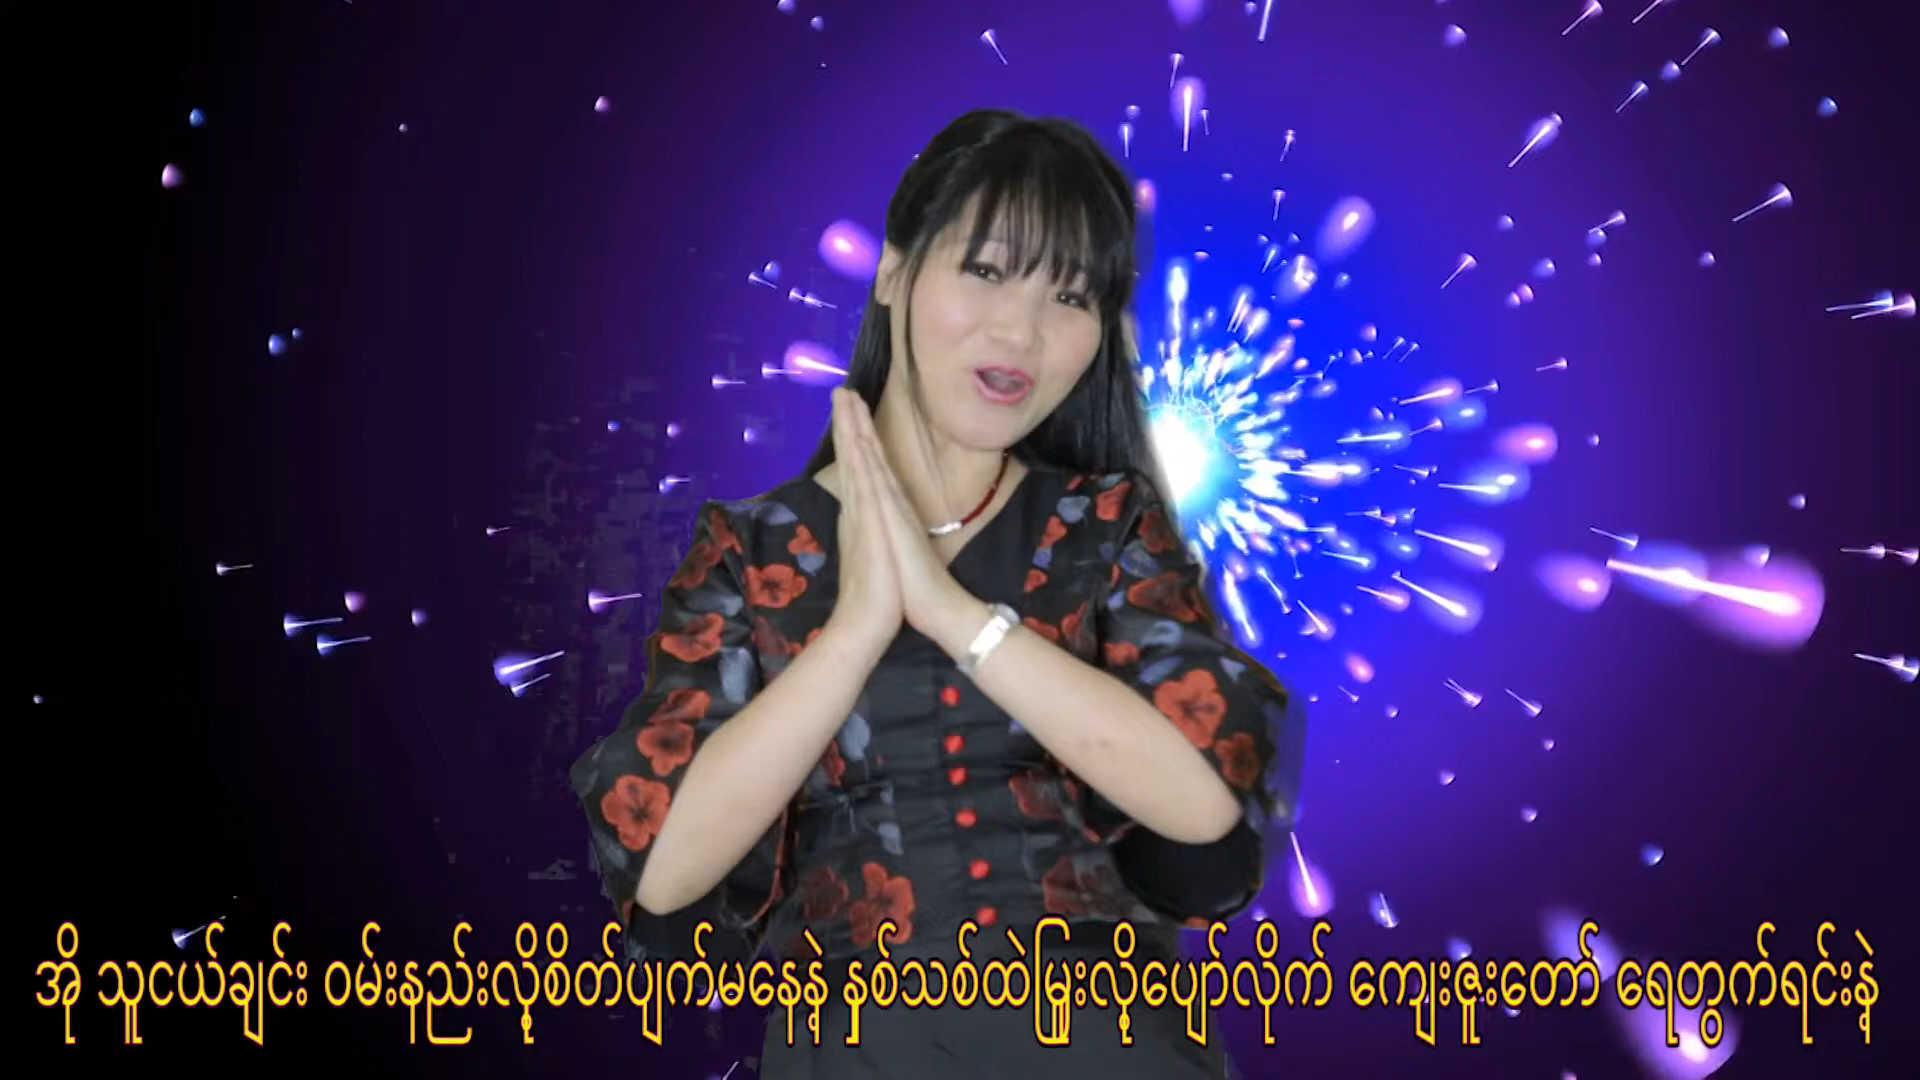 အို သူငယ်ချင်း ဝမ်းနည်းလို့စိတ်ပျက်မနေနဲ့ နှစ်သစ်ထဲမြူးလို့ပျော်လိုက် ကျေးဇူးတော် ရေတွက်ရင်းနဲ့